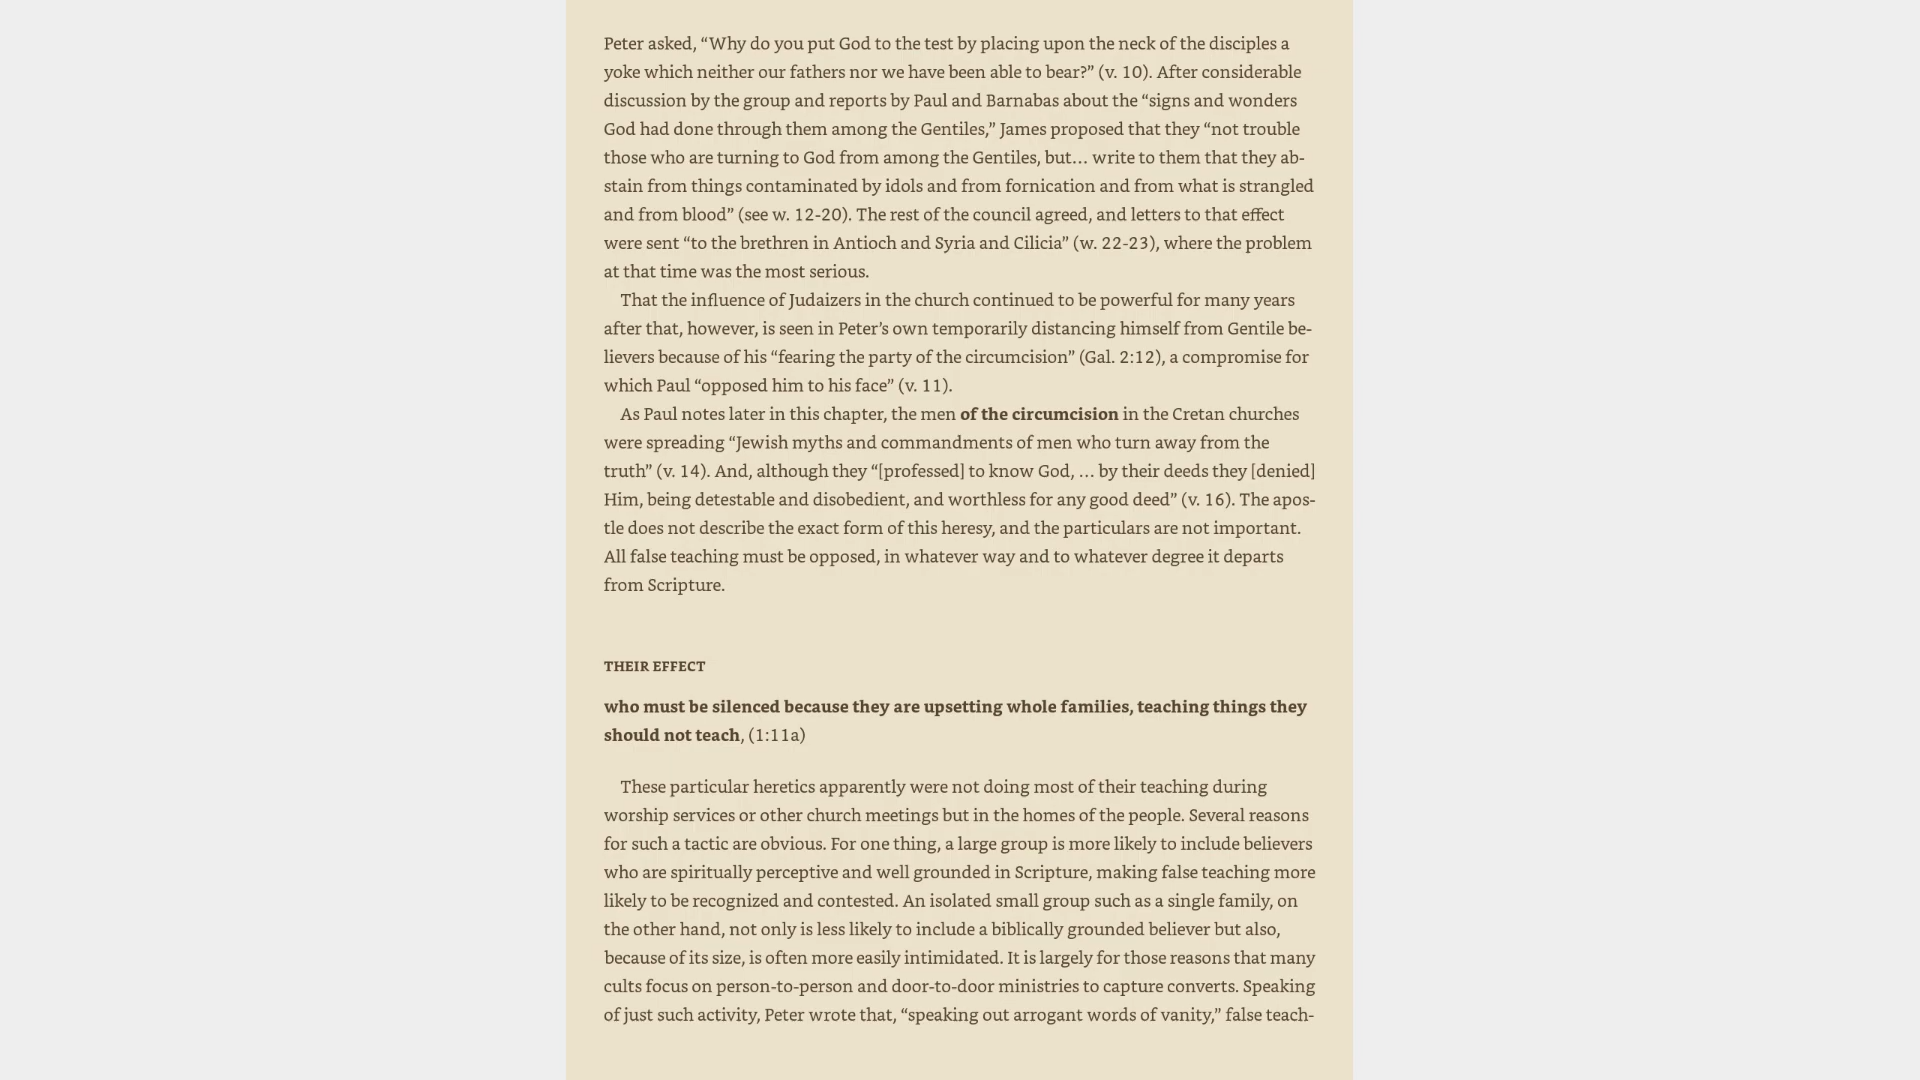 Peter asked, “Why do you put God to the test by placing upon the neck of the disciples a
yoke which neither our fathers nor we have been able to bear?” (v. 10). After considerable
discussion by the group and reports by Paul and Barnabas about the “signs and wonders
God had done through them among the Gentiles,” James proposed that they “not trouble
those who are turning to God from among the Gentiles, but… write to them that they ab-
stain from things contaminated by idols and from fornication and from what is strangled
and from blood” (see w. 12-20). The rest of the council agreed, and letters to that effect
were sent “to the brethren in Antioch and Syria and Cilicia” (w. 22-23), where the problem
at that time was the most serious.
That the influence of Judaizers in the church continued to be powerful for many years
after that, however, is seen in Peter’s own temporarily distancing himself from Gentile be-
lievers because of his “fearing the party of the circumcision” (Gal. 2:12), a compromise for
which Paul “opposed him to his face” (v. 11).
As Paul notes later in this chapter, the men of the circumcision in the Cretan churches
were spreading “Jewish myths and commandments of men who turn away from the
truth” (v. 14). And, although they “[professed] to know God, … by their deeds they [denied]
Him, being detestable and disobedient, and worthless for any good deed” (v. 16). The apos-
tle does not describe the exact form of this heresy, and the particulars are not important.
All false teaching must be opposed, in whatever way and to whatever degree it departs
from Scripture.
THEIR EFFECT
who must be silenced because they are upsetting whole families, teaching things they
should not teach, (1:11a)
These particular heretics apparently were not doing most of their teaching during
worship services or other church meetings but in the homes of the people. Several reasons
for such a tactic are obvious. For one thing, a large group is more likely to include believers
who are spiritually perceptive and well grounded in Scripture, making false teaching more
likely to be recognized and contested. An isolated small group such as a single family, on
the other hand, not only is less likely to include a biblically grounded believer but also,
because of its size, is often more easily intimidated. It is largely for those reasons that many
cults focus on person-to-person and door-to-door ministries to capture converts. Speaking
of just such activity, Peter wrote that, “speaking out arrogant words of vanity,” false teach-